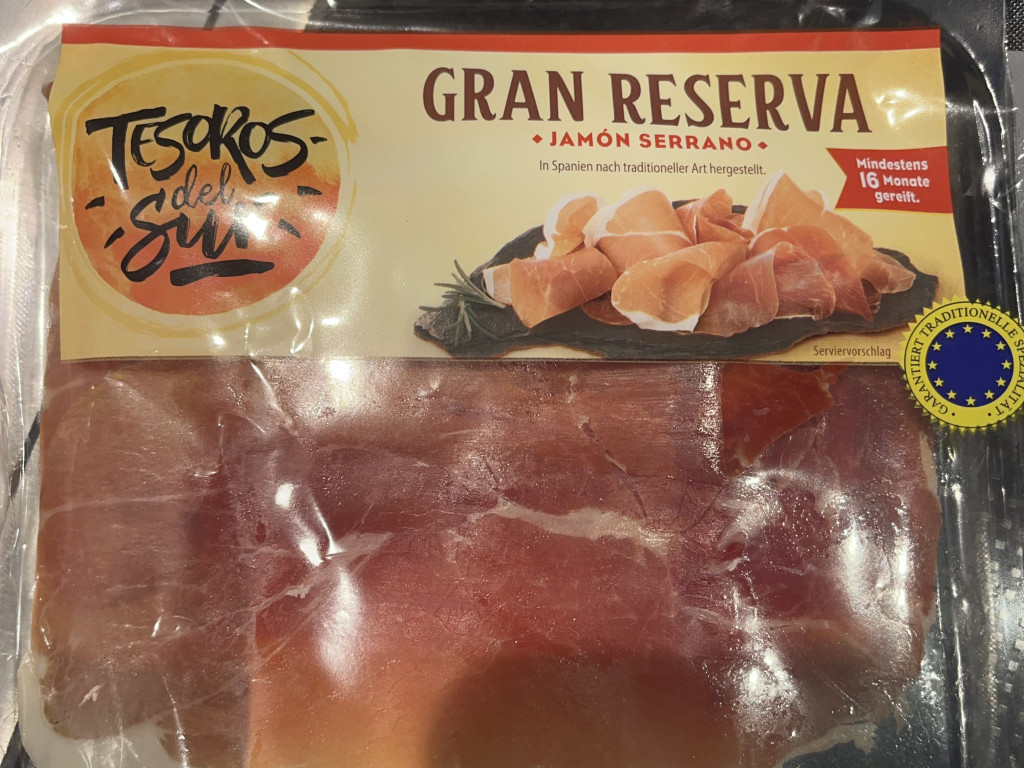 TESOROS
del
Sur
GRAN RESERVA
JAMÓN SERRANO
In Spanien nach traditioneller Art hergestellt.
Mindestens
16 Monate
gereift.
Serviervorschlag
GARANTIERT TRADITIONELLE SPEZIALITÄT